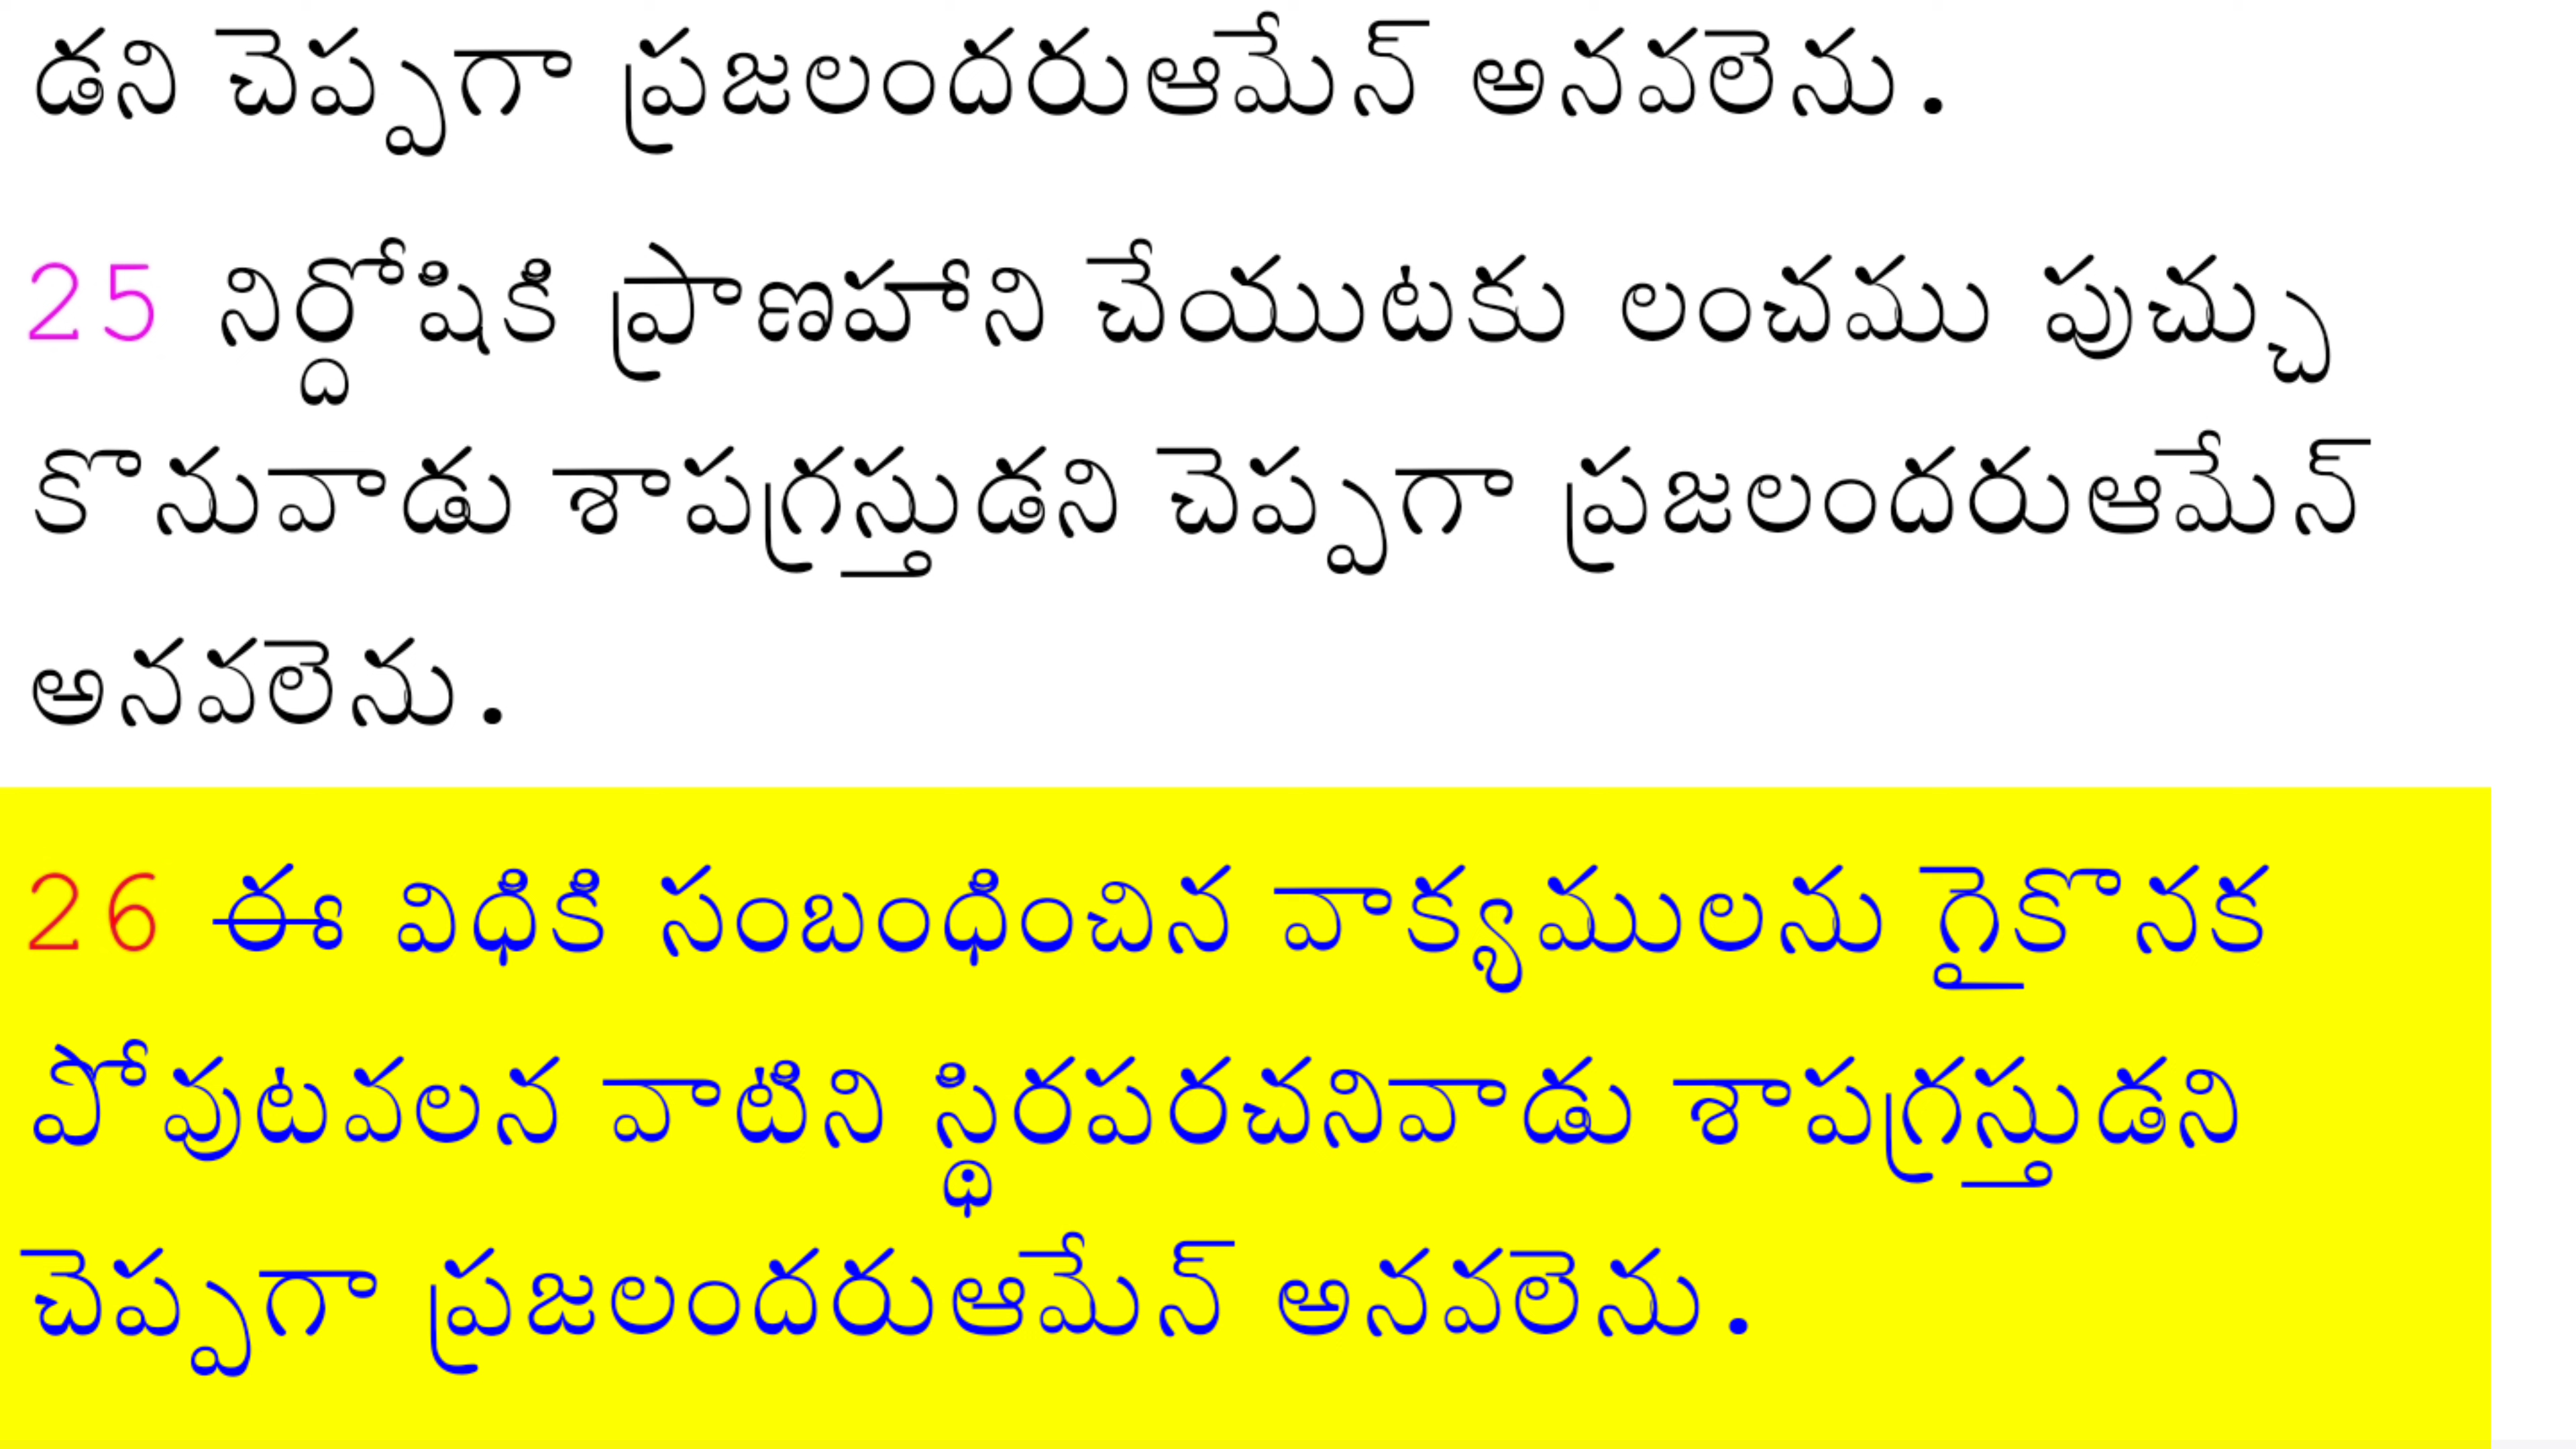 డని చెప్పగా ప్రజలందరుఆమేన్‌ అనవలెను.
25 నిర్దోషికి ప్రాణహాని చేయుటకు లంచము పుచ్చు
కొనువాడు శాపగ్రస్తుడని చెప్పగా ప్రజలందరుఆమేన్‌
అనవలెను.
26 ఈ విధికి సంబంధించిన వాక్యములను గైకొనక
పోవుటవలన వాటిని స్థిరపరచనివాడు శాపగ్రస్తుడని
చెప్పగా ప్రజలందరుఆమేన్‌ అనవలెను.